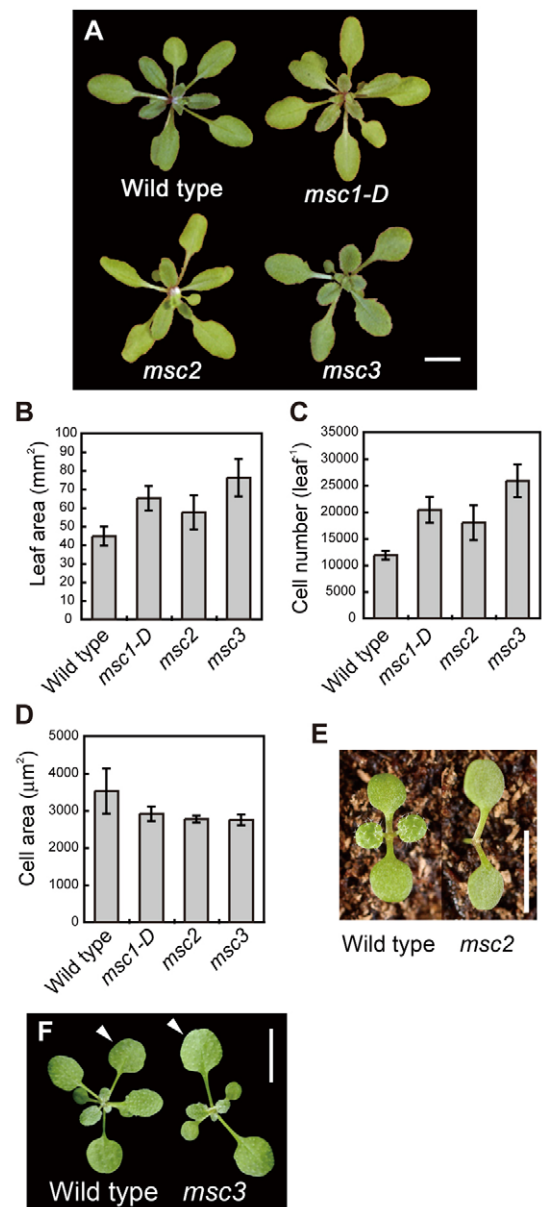 A
Wild type
msc1-D
msc2
msc3
B
Leaf area (mm²)
100
90
80
70
60
50
40
30
20
10
0
Wild type
msc1-D
msc2
msc3
C
Cell number (leaf⁻¹)
35000
30000
25000
20000
15000
10000
5000
0
Wild type
msc1-D
msc2
msc3
D
Cell area (μm²)
5000
4000
3000
2000
1000
0
Wild type
msc1-D
msc2
msc3
E
Wild type
msc2
F
Wild type
msc3